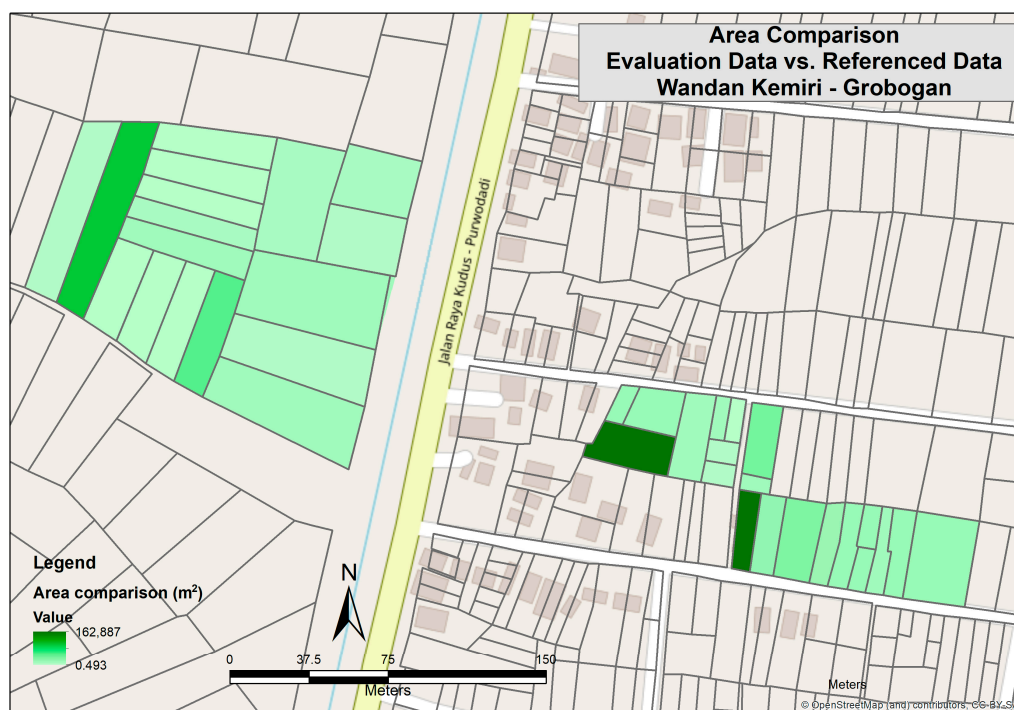 Area Comparison
Evaluation Data vs. Referenced Data
Wandan Kemiri - Grobogan
Jalan Raya Kudus - Purwodadi
Legend
Area comparison (m²)
Value
162,887
0.493
N
0 37.5 75 150
Meters
Meters
© OpenStreetMap (and) contributors, CC-BY-S